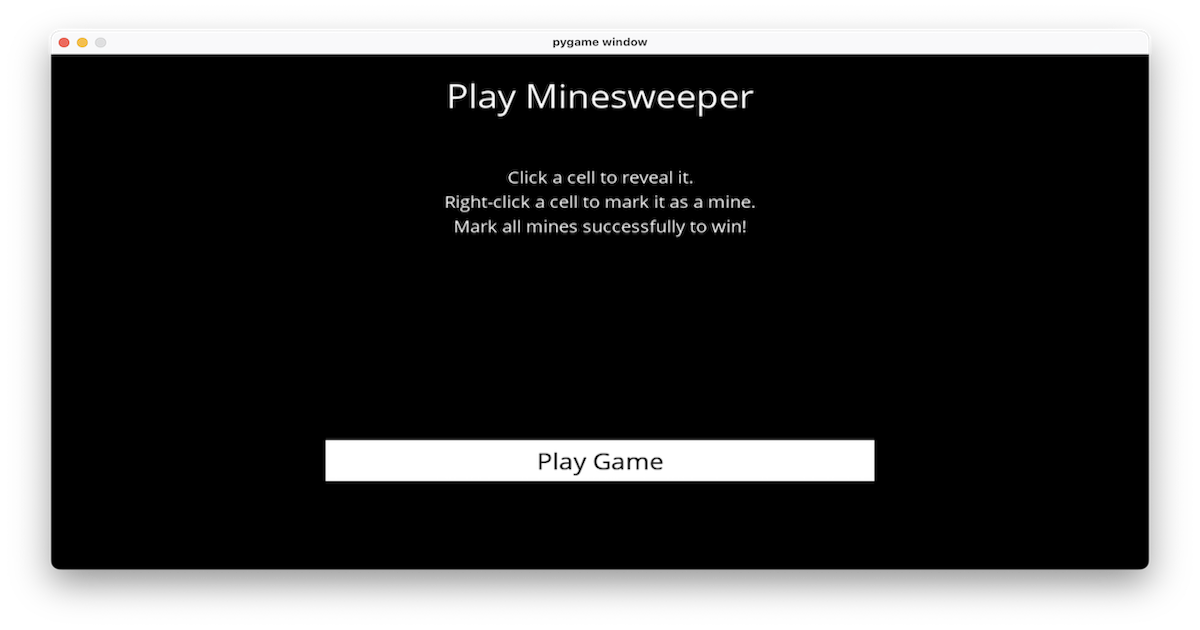 pygame window
Play Minesweeper
Click a cell to reveal it.
Right-click a cell to mark it as a mine.
Mark all mines successfully to win!
Play Game